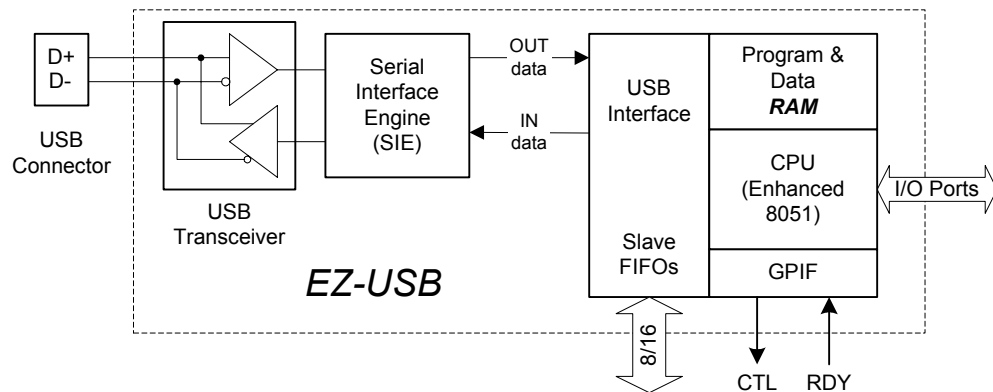 D+
D-
USB
Connector
USB
Transceiver
Serial
Interface
Engine
(SIE)
OUT
data
IN
data
USB
Interface
Slave
FIFOs
Program &
Data
RAM
CPU
(Enhanced
8051)
GPIF
I/O Ports
EZ-USB
8/16
CTL
RDY